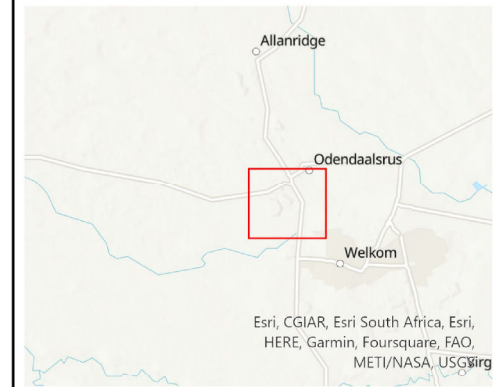 Allanridge
Odendaalsrus
Welkom
Esri, CGIAR, Esri South Africa, Esri,
HERE, Garmin, Foursquare, FAO,
METI/NASA, USGS